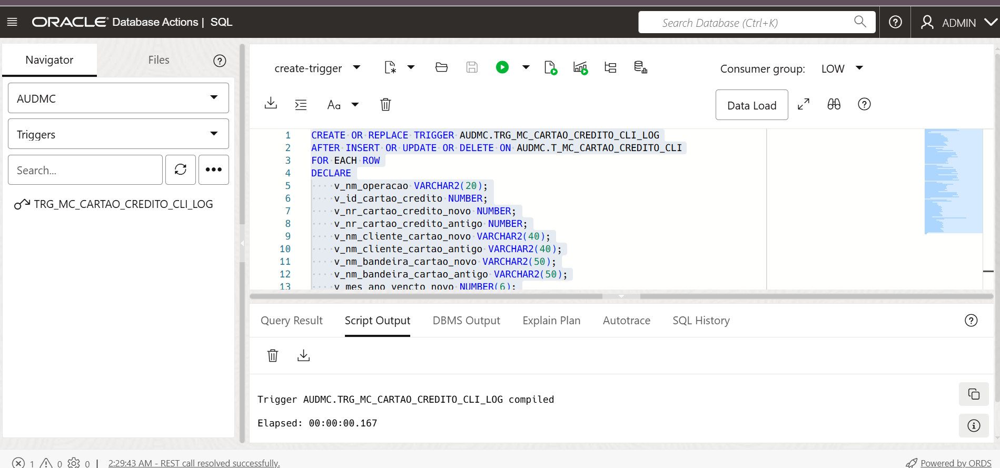 ORACLE Database Actions | SQL
Search Database (Ctrl+K)
ADMIN
Navigator
Files
AUDMC
Triggers
Search...
TRG_MC_CARTAO_CREDITO_CLI_LOG
create-trigger
Consumer group: LOW
Aa
Data Load
1 CREATE OR REPLACE TRIGGER AUDMC.TRG_MC_CARTAO_CREDITO_CLI_LOG
2 AFTER INSERT OR UPDATE OR DELETE ON AUDMC.T_MC_CARTAO_CREDITO_CLI
3 FOR EACH ROW
4 DECLARE
5 v_nm_operacao VARCHAR2(20);
6 v_id_cartao_credito NUMBER;
7 v_nr_cartao_credito_novo NUMBER;
8 v_nr_cartao_credito_antigo NUMBER;
9 v_nm_cliente_cartao_novo VARCHAR2(40);
10 v_nm_cliente_cartao_antigo VARCHAR2(40);
11 v_nm_bandeira_cartao_novo VARCHAR2(50);
12 v_nm_bandeira_cartao_antigo VARCHAR2(50);
13 v_mes_ano_vencto_novo NUMBER(6);
Query Result
Script Output
DBMS Output
Explain Plan
Autotrace
SQL History
Trigger AUDMC.TRG_MC_CARTAO_CREDITO_CLI_LOG compiled
Elapsed: 00:00:00.167
1 0 0 | 2:29:43 AM - REST call resolved successfully.
Powered by ORDS